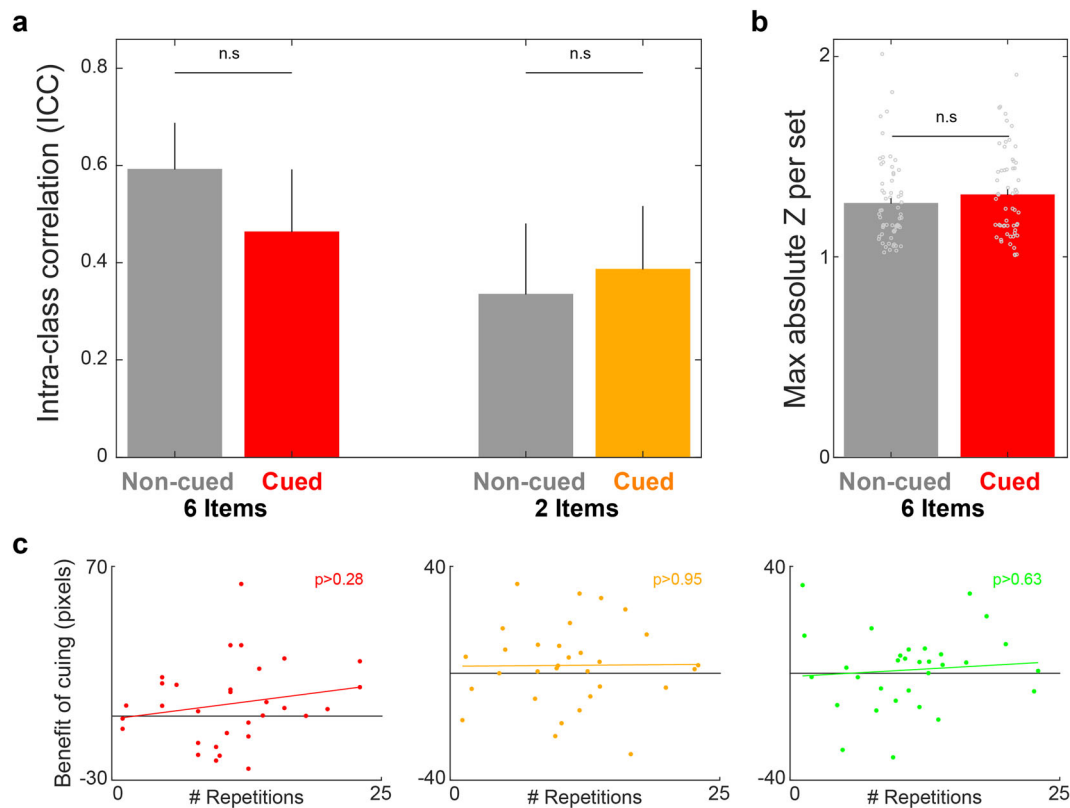 a
b
n.s
n.s
n.s
Intra-class correlation (ICC)
0.8
0.6
0.4
0.2
0
Non-cued
Cued
6 Items
Non-cued
Cued
2 Items
Max absolute Z per set
2
1
0
Non-cued
Cued
6 Items
c
Benefit of cuing (pixels)
70
-30
p>0.28
0
25
# Repetitions
40
-40
p>0.95
0
25
# Repetitions
40
-40
p>0.63
0
25
# Repetitions